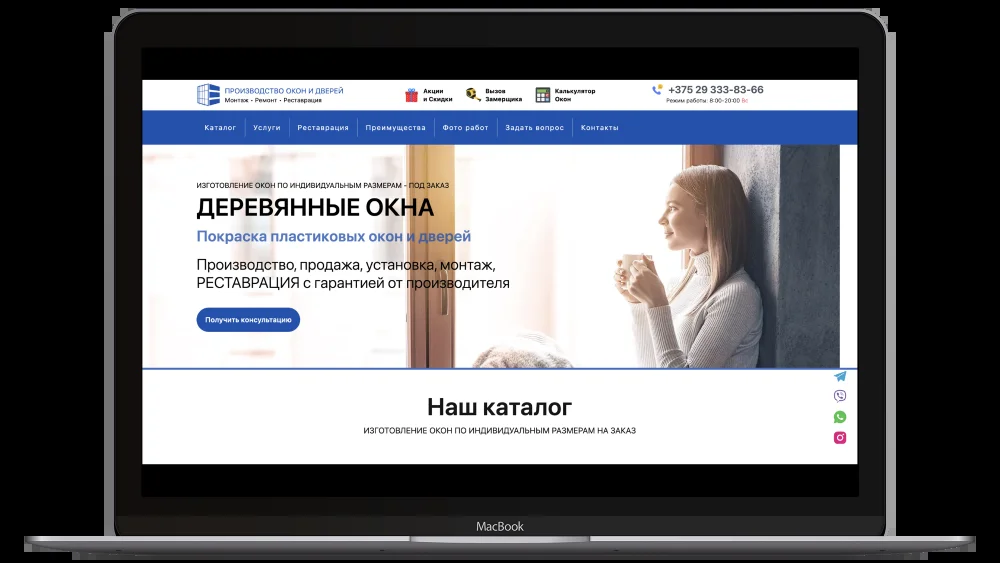 ПРОИЗВОДСТВО ОКОН И ДВЕРЕЙ
Монтаж • Ремонт • Реставрация
Акции
и Скидки
Вызов
Замерщика
Калькулятор
Окон
+375 29 333-83-66
Режим работы: 8:00-20:00 Вс
Каталог
Услуги
Реставрация
Преимущества
Фото работ
Задать вопрос
Контакты
ИЗГОТОВЛЕНИЕ ОКОН ПО ИНДИВИДУАЛЬНЫМ РАЗМЕРАМ - ПОД ЗАКАЗ
ДЕРЕВЯННЫЕ ОКНА
Покраска пластиковых окон и дверей
Производство, продажа, установка, монтаж,
РЕСТАВРАЦИЯ с гарантией от производителя
Получить консультацию
Наш каталог
ИЗГОТОВЛЕНИЕ ОКОН ПО ИНДИВИДУАЛЬНЫМ РАЗМЕРАМ НА ЗАКАЗ
MacBook